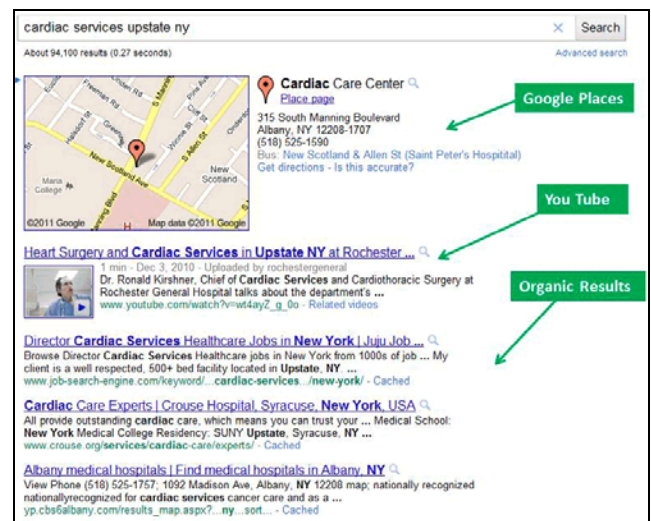 cardiac services upstate ny
Search
About 94,100 results (0.27 seconds)
Advanced search
Cardiac Care Center
Place page
315 South Manning Boulevard
Albany, NY 12208-1707
(518) 525-1590
Bus: New Scotland & Allen St (Saint Peter's Hospitital)
Get directions - Is this accurate?
Google Places
New Scotland Ave
Maria
College
New
Scotland
S Allen St
©2011 Google
Map data ©2011 Google
You Tube
Heart Surgery and Cardiac Services in Upstate NY at Rochester ...
1 min - Dec 3, 2010 - Uploaded by rochestergeneral
Dr. Ronald Kirshner, Chief of Cardiac Services and Cardiothoracic Surgery at
Rochester General Hospital talks about the department's ...
www.youtube.com/watch?v=wt4ayZ_g_0o - Related videos
Organic Results
Director Cardiac Services Healthcare Jobs in New York | Juju Job ...
Browse Director Cardiac Services Healthcare jobs in New York from 1000s of job ... My
client is a well respected, 500+ bed facility located in Upstate, NY. ...
www.job-search-engine.com/keyword/...cardiac-services.../new-york/ - Cached
Cardiac Care Experts | Crouse Hospital, Syracuse, New York, USA
All provide outstanding cardiac care, which means you can trust your ... Medical School:
New York Medical College Residency: SUNY Upstate, Syracuse, NY ...
www.crouse.org/services/cardiac-care/experts/ - Cached
Albany medical hospitals | Find medical hospitals in Albany, NY
View Phone (518) 525-1757; 1092 Madison Ave, Albany, NY 12208 map; nationally recognized
nationallyrecognized for cardiac services cancer care and as a ...
yp.cbs6albany.com/results_map.aspx?...ny...sort... - Cached